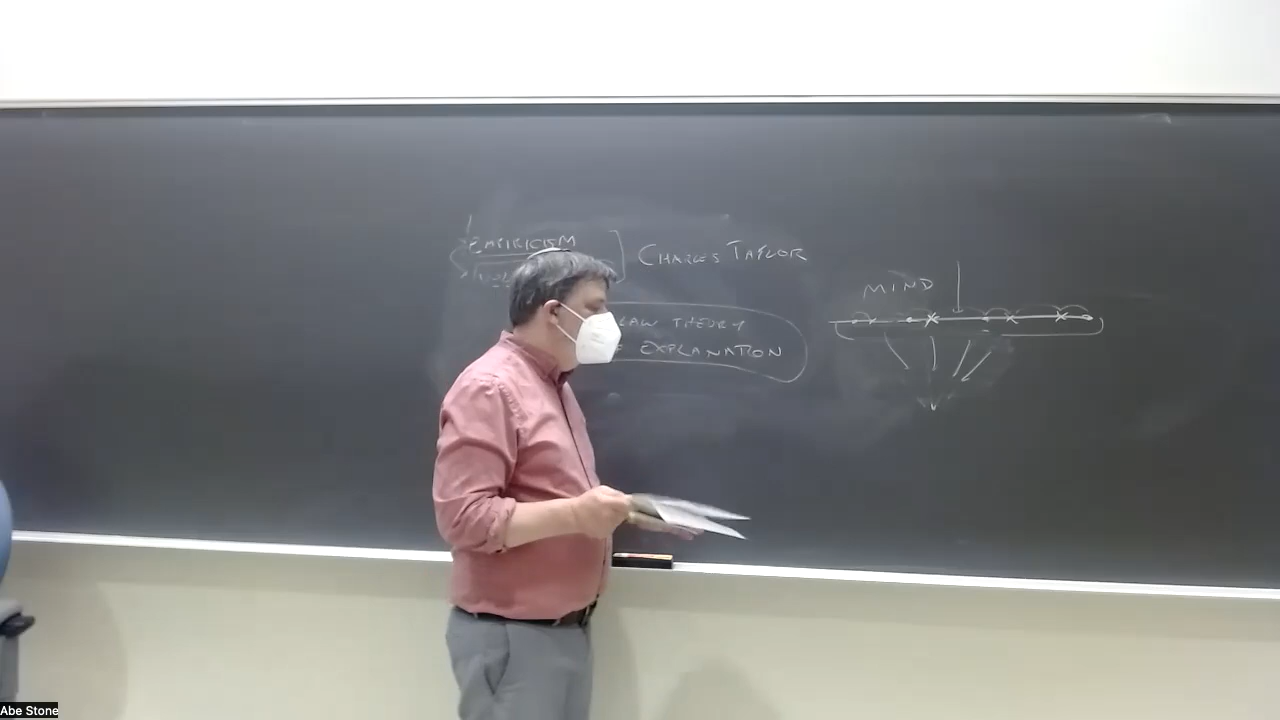 EMPIRICISM
CHARLES TAYLOR
LAW THEORY
EXPLANATION
MIND
Abe Stone